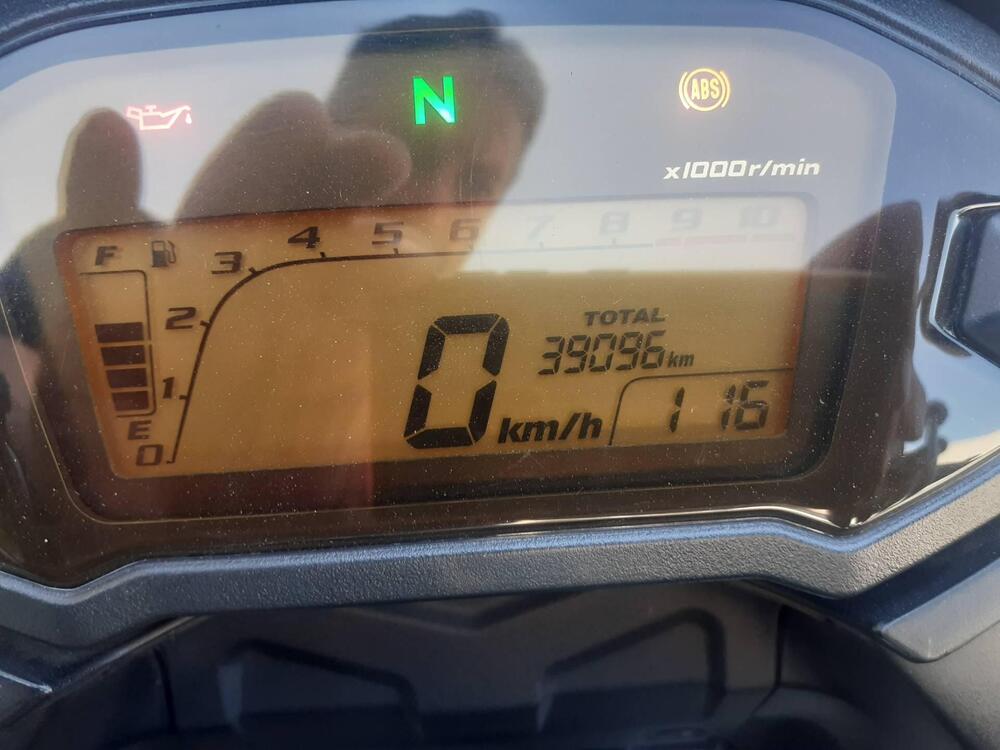 N
ABS
x1000r/min
F 3 4 5 6 7 8 9 10
2
TOTAL
39096 km
1
0 km/h 1 16
E
0